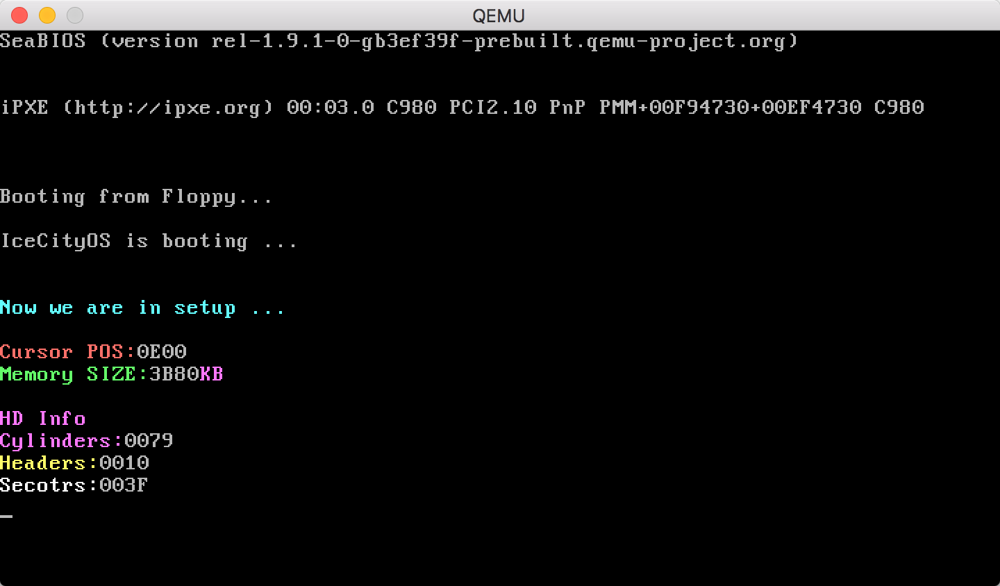 QEMU
SeaBIOS (version rel-1.9.1-0-gb3ef39f-prebuilt.qemu-project.org)
iPXE (http://ipxe.org) 00:03.0 C980 PCI2.10 PnP PMM+00F94730+00EF4730 C980
Booting from Floppy...
IceCityOS is booting ...
Now we are in setup ...
Cursor POS:0E00
Memory SIZE:3B80KB
HD Info
Cylinders:0079
Headers:0010
Secotrs:003F